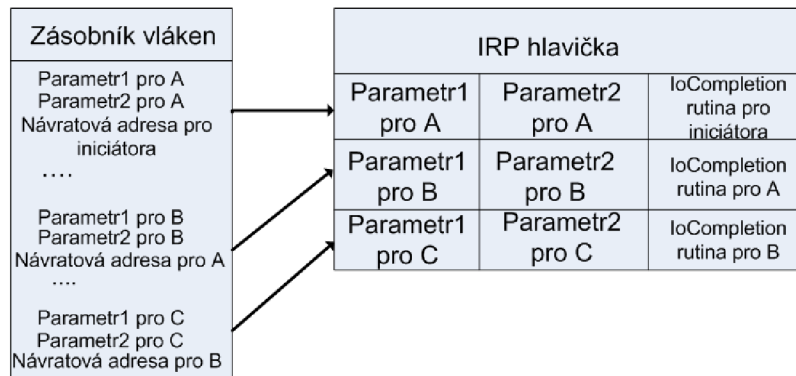 Zásobník vláken
Parametr1 pro A
Parametr2 pro A
Návratová adresa pro
iniciátora
....
Parametr1 pro B
Parametr2 pro B
Návratová adresa pro A
....
Parametr1 pro C
Parametr2 pro C
Návratová adresa pro B
IRP hlavička
Parametr1
pro A
Parametr2
pro A
IoCompletion
rutina pro
iniciátora
Parametr1
pro B
Parametr2
pro B
IoCompletion
rutina pro A
Parametr1
pro C
Parametr2
pro C
IoCompletion
rutina pro B